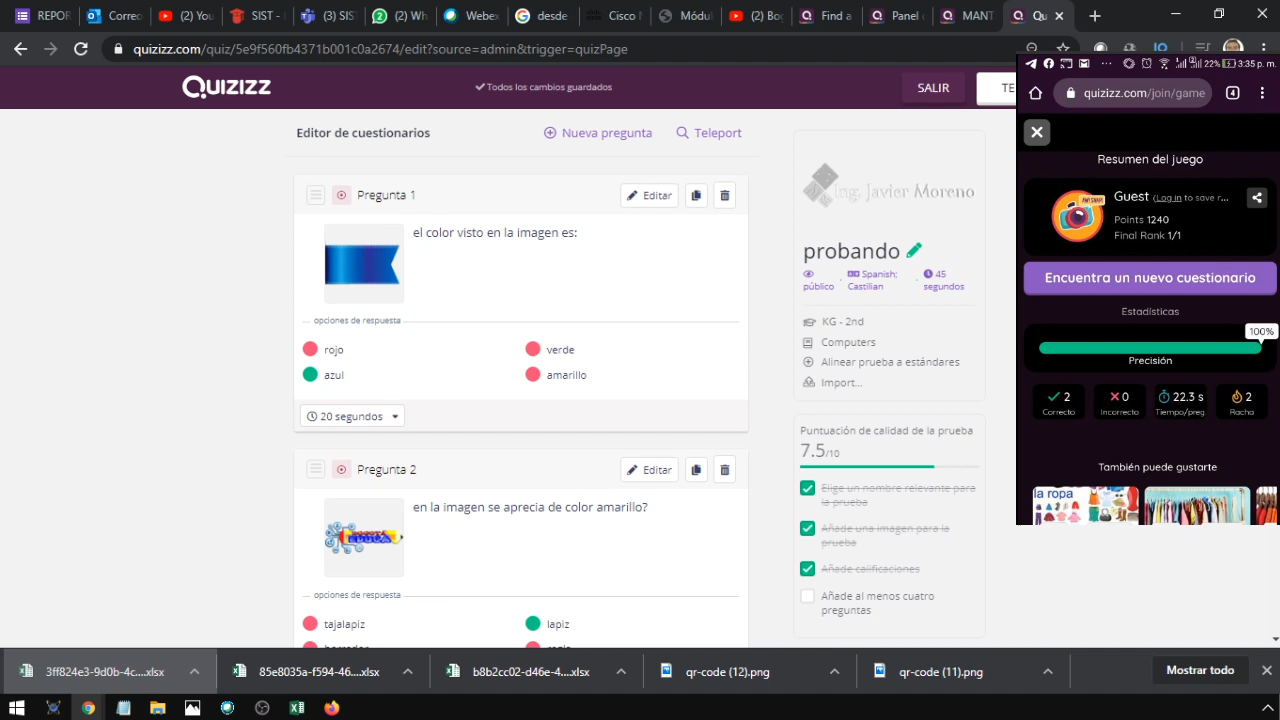 REPOR
Correo
(2) You
SIST -
(3) SIS
(2) Wh
Webex
desde
Cisco N
Módul
(2) Bog
Find a
Panel
MANT
Qu
quizizz.com/quiz/5e9f560fb4371b001c0a2674/edit?source=admin&trigger=quizPage
QUIZIZZ
Todos los cambios guardados
SALIR
TE
Editor de cuestionarios
Nueva pregunta
Teleport
Pregunta 1
Editar
el color visto en la imagen es:
opciones de respuesta
rojo
verde
azul
amarillo
20 segundos
Pregunta 2
Editar
en la imagen se aprecia de color amarillo?
opciones de respuesta
tajalapiz
lapiz
Ing. Javier Moreno
probando
público
Spanish; Castilian
45 segundos
KG - 2nd
Computers
Alinear prueba a estándares
Import...
Puntuación de calidad de la prueba
7.5/10
Elige un nombre relevante para
la prueba
Añade una imagen para la
prueba
Añade calificaciones
Añade al menos cuatro
preguntas
22% 3:35 p. m.
quizizz.com/join/game
4
Resumen del juego
Guest (Log in to save r...
Points 1240
Final Rank 1/1
Encuentra un nuevo cuestionario
Estadísticas
100%
Precisión
2
Correcto
0
Incorrecto
22.3 s
Tiempo/preg.
2
Racha
También puede gustarte
la ropa
3ff824e3-9d0b-4c....xlsx
85e8035a-f594-46....xlsx
b8b2cc02-d46e-4....xlsx
qr-code (12).png
qr-code (11).png
Mostrar todo